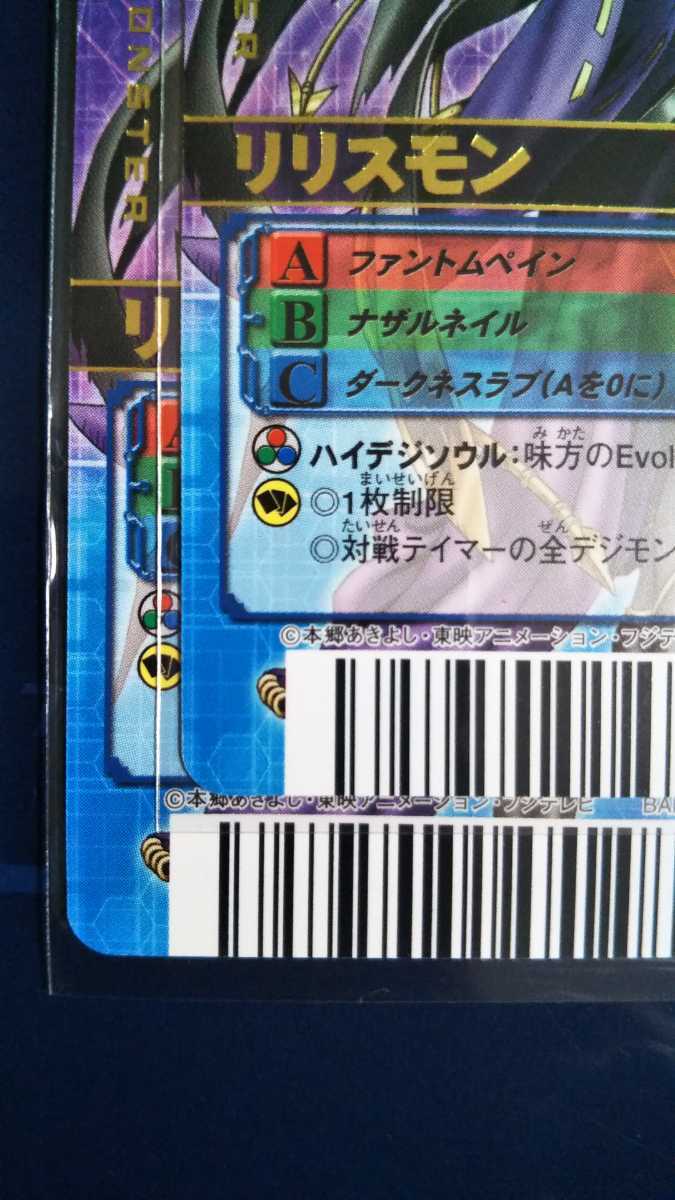 ONSTER
リリスモン
A ファントムペイン
B ナザルネイル
C ダークネスラブ(Aを0に)
ハイデジソウル:味方のEvol
みかた
まいせいげん
◎1枚制限
たいせん ぜん
◎対戦テイマーの全デジモン
©本郷あきよし・東映アニメーション・フジテ
リ
©本郷あきよし・東映アニメーション・フジテレビ BA